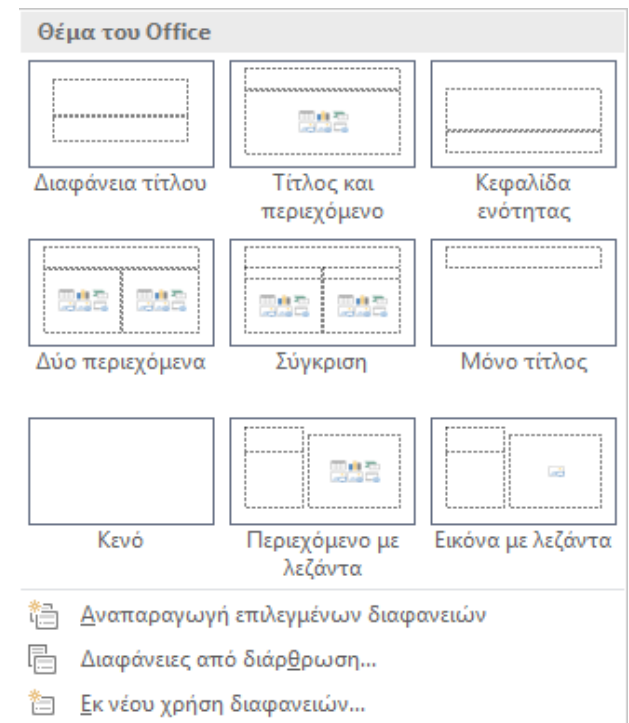 Θέμα του Office
Διαφάνεια τίτλου
Τίτλος και
περιεχόμενο
Κεφαλίδα
ενότητας
Δύο περιεχόμενα
Σύγκριση
Μόνο τίτλος
Κενό
Περιεχόμενο με
λεζάντα
Εικόνα με λεζάντα
Αναπαραγωγή επιλεγμένων διαφανειών
Διαφάνειες από διάρθρωση...
Εκ νέου χρήση διαφανειών...